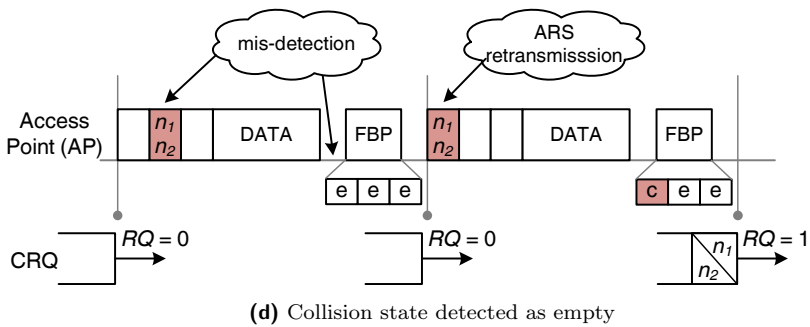 mis-detection
ARS
retransmisssion
Access
Point (AP)
n1
n2
DATA
FBP
n1
n2
DATA
FBP
e e e
c e e
CRQ
RQ = 0
RQ = 0
n1
n2
RQ = 1
(d) Collision state detected as empty